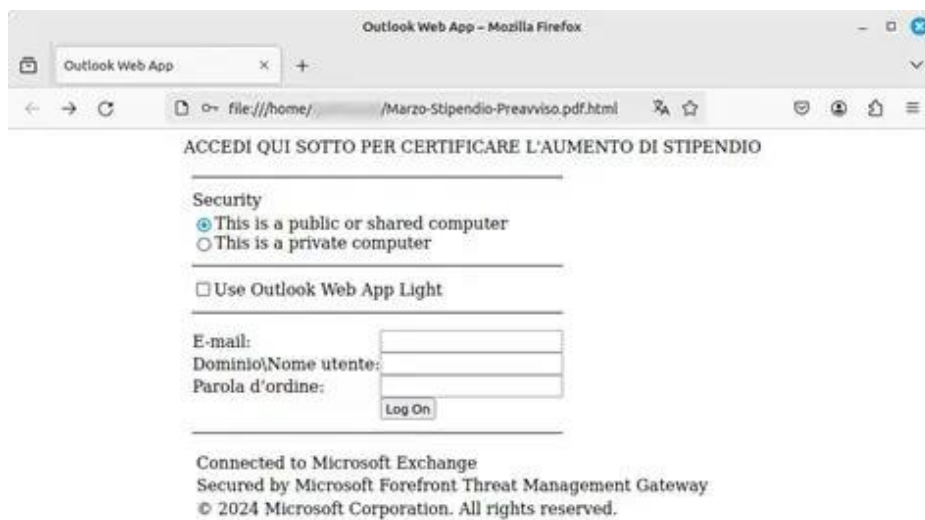 Outlook Web App – Mozilla Firefox
Outlook Web App
file:///home/ /Marzo-Stipendio-Preavviso.pdf.html
ACCEDI QUI SOTTO PER CERTIFICARE L'AUMENTO DI STIPENDIO
Security
This is a public or shared computer
This is a private computer
Use Outlook Web App Light
E-mail:
Dominio\Nome utente:
Parola d'ordine:
Log On
Connected to Microsoft Exchange
Secured by Microsoft Forefront Threat Management Gateway
© 2024 Microsoft Corporation. All rights reserved.